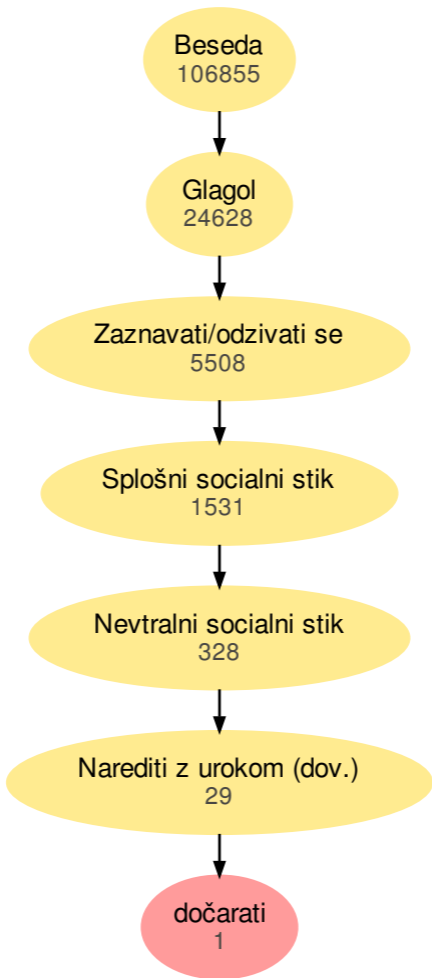 Beseda
106855
Glagol
24628
Zaznavati/odzivati se
5508
Splošni socialni stik
1531
Nevtralni socialni stik
328
Narediti z urokom (dov.)
29
dočarati
1